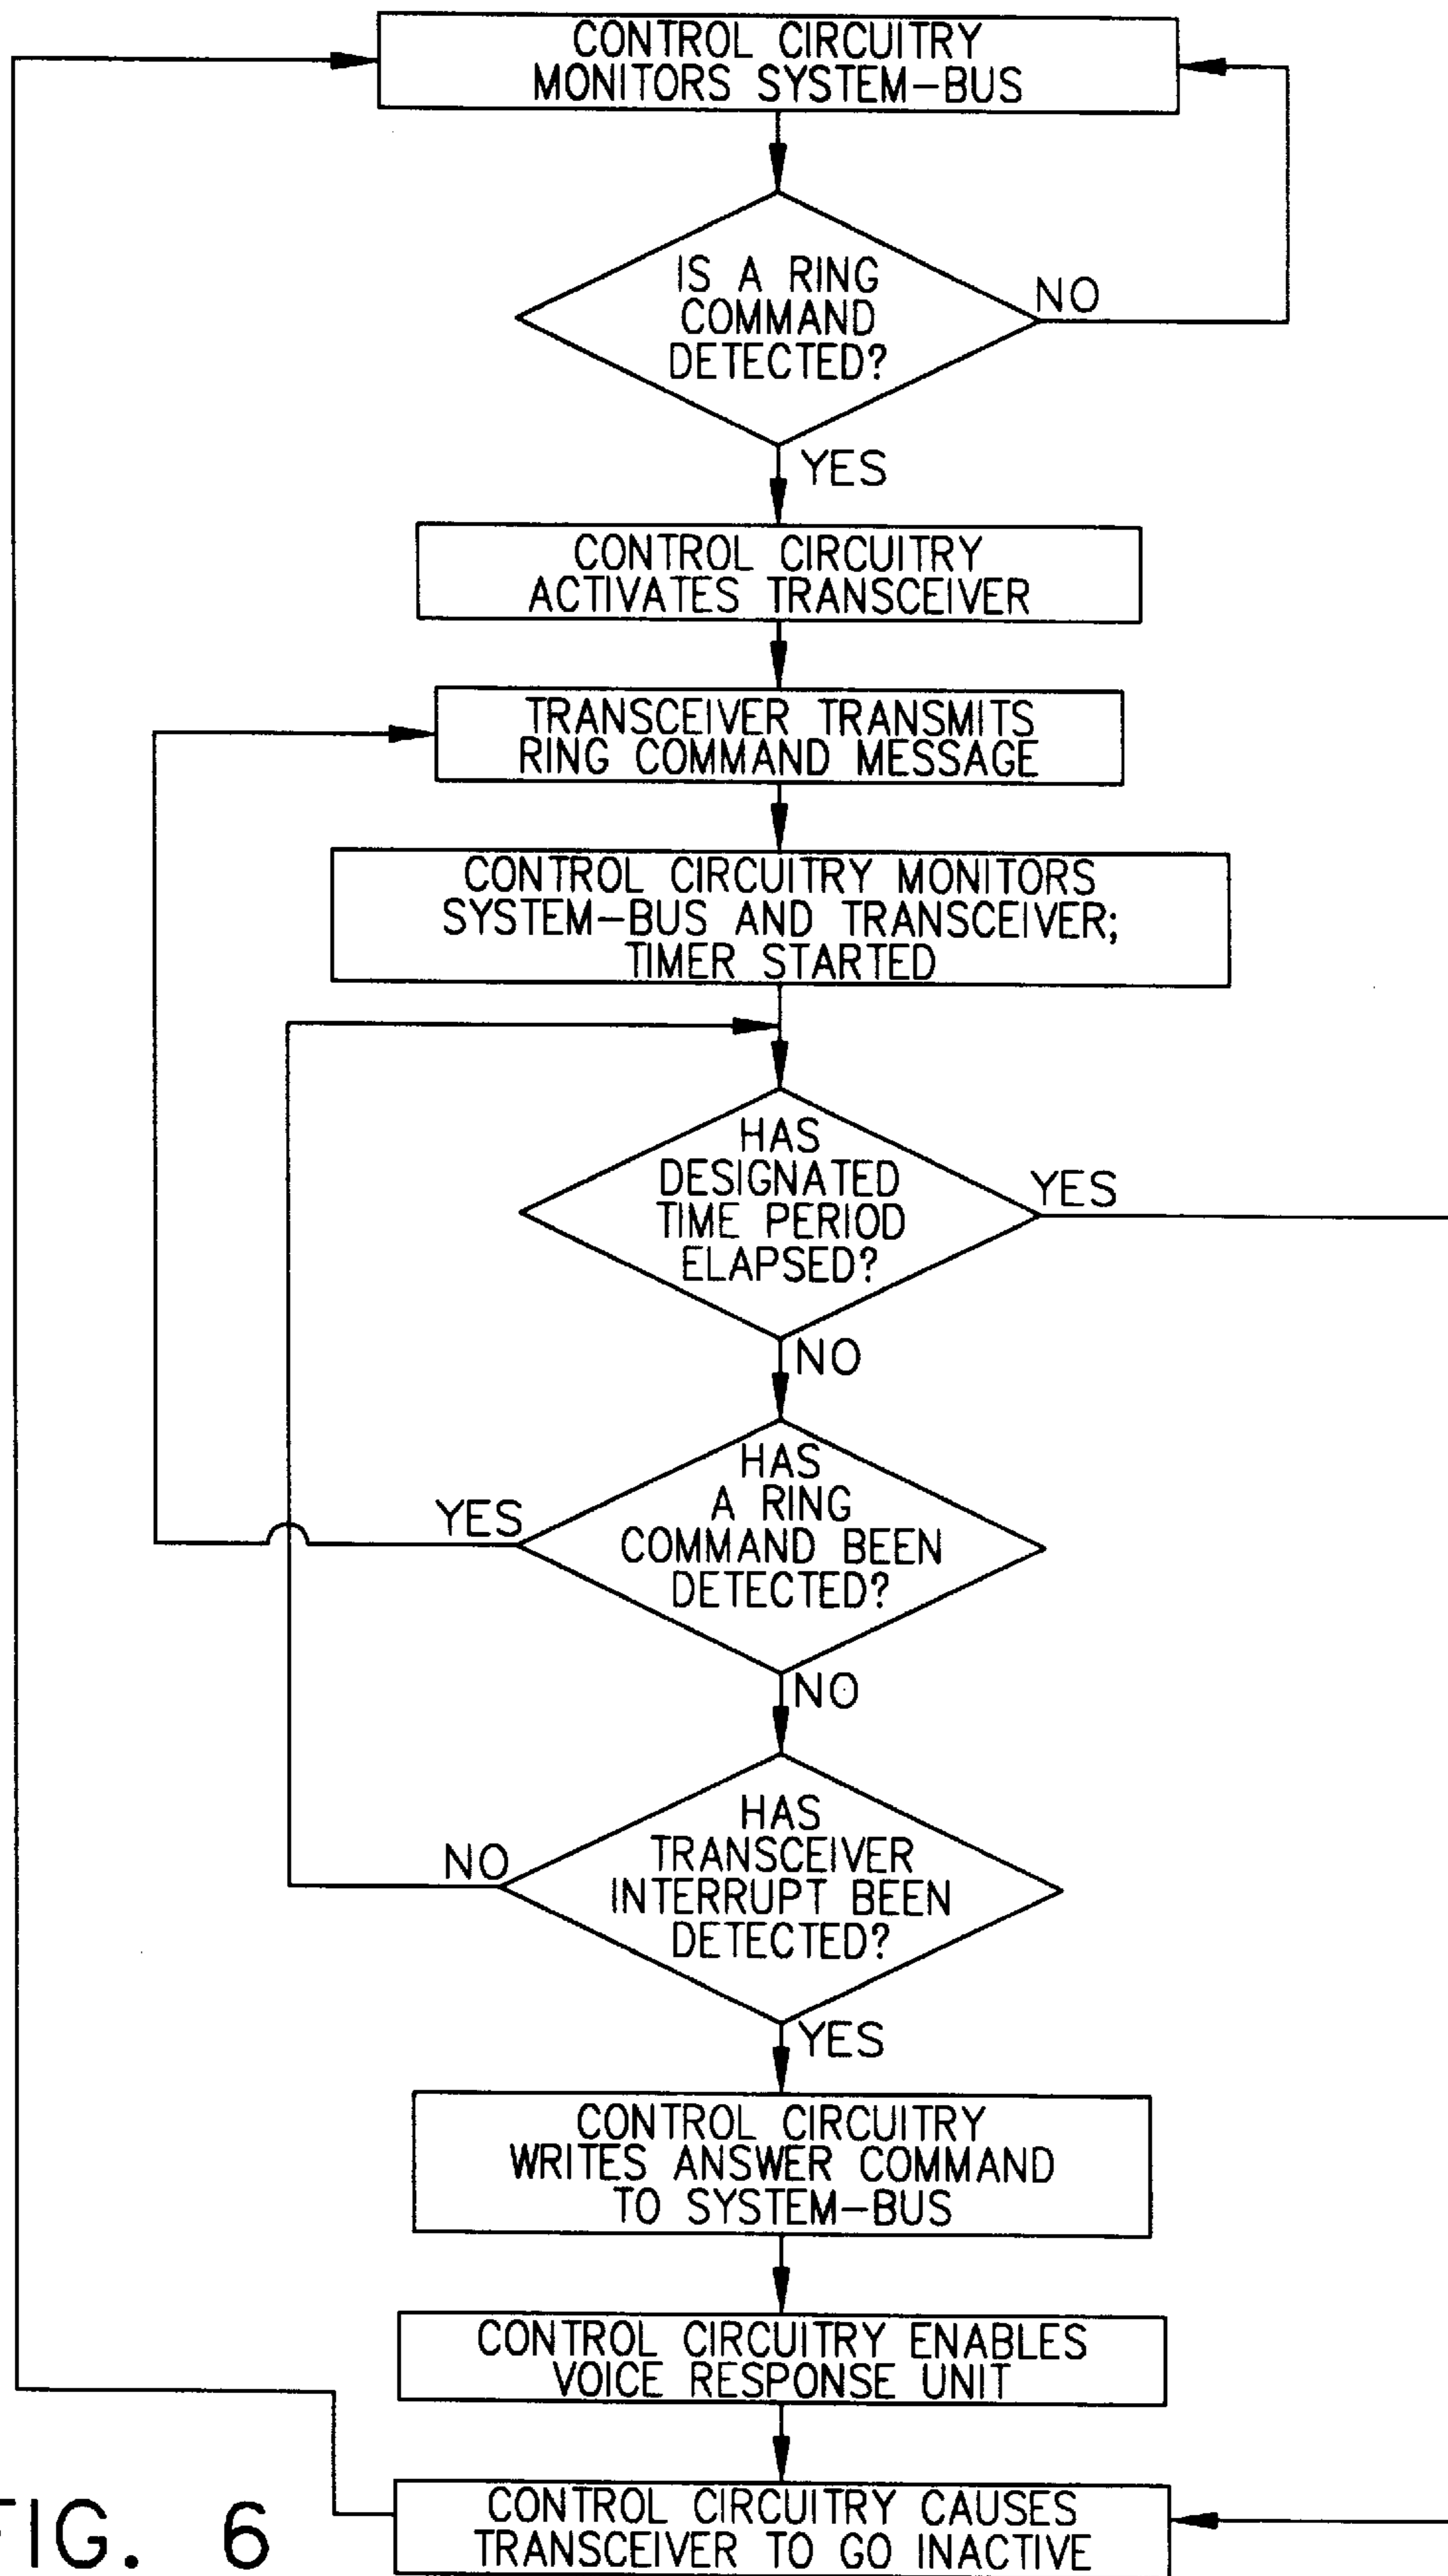 CONTROL CIRCUITRY
MONITORS SYSTEM-BUS
IS A RING
COMMAND
DETECTED?
NO
YES
CONTROL CIRCUITRY
ACTIVATES TRANSCEIVER
TRANSCEIVER TRANSMITS
RING COMMAND MESSAGE
CONTROL CIRCUITRY MONITORS
SYSTEM-BUS AND TRANSCEIVER;
TIMER STARTED
HAS
DESIGNATED
TIME PERIOD
ELAPSED?
YES
NO
HAS
A RING
COMMAND BEEN
DETECTED?
YES
NO
HAS
TRANSCEIVER
INTERRUPT BEEN
DETECTED?
NO
YES
CONTROL CIRCUITRY
WRITES ANSWER COMMAND
TO SYSTEM-BUS
CONTROL CIRCUITRY ENABLES
VOICE RESPONSE UNIT
CONTROL CIRCUITRY CAUSES
TRANSCEIVER TO GO INACTIVE
FIG. 6